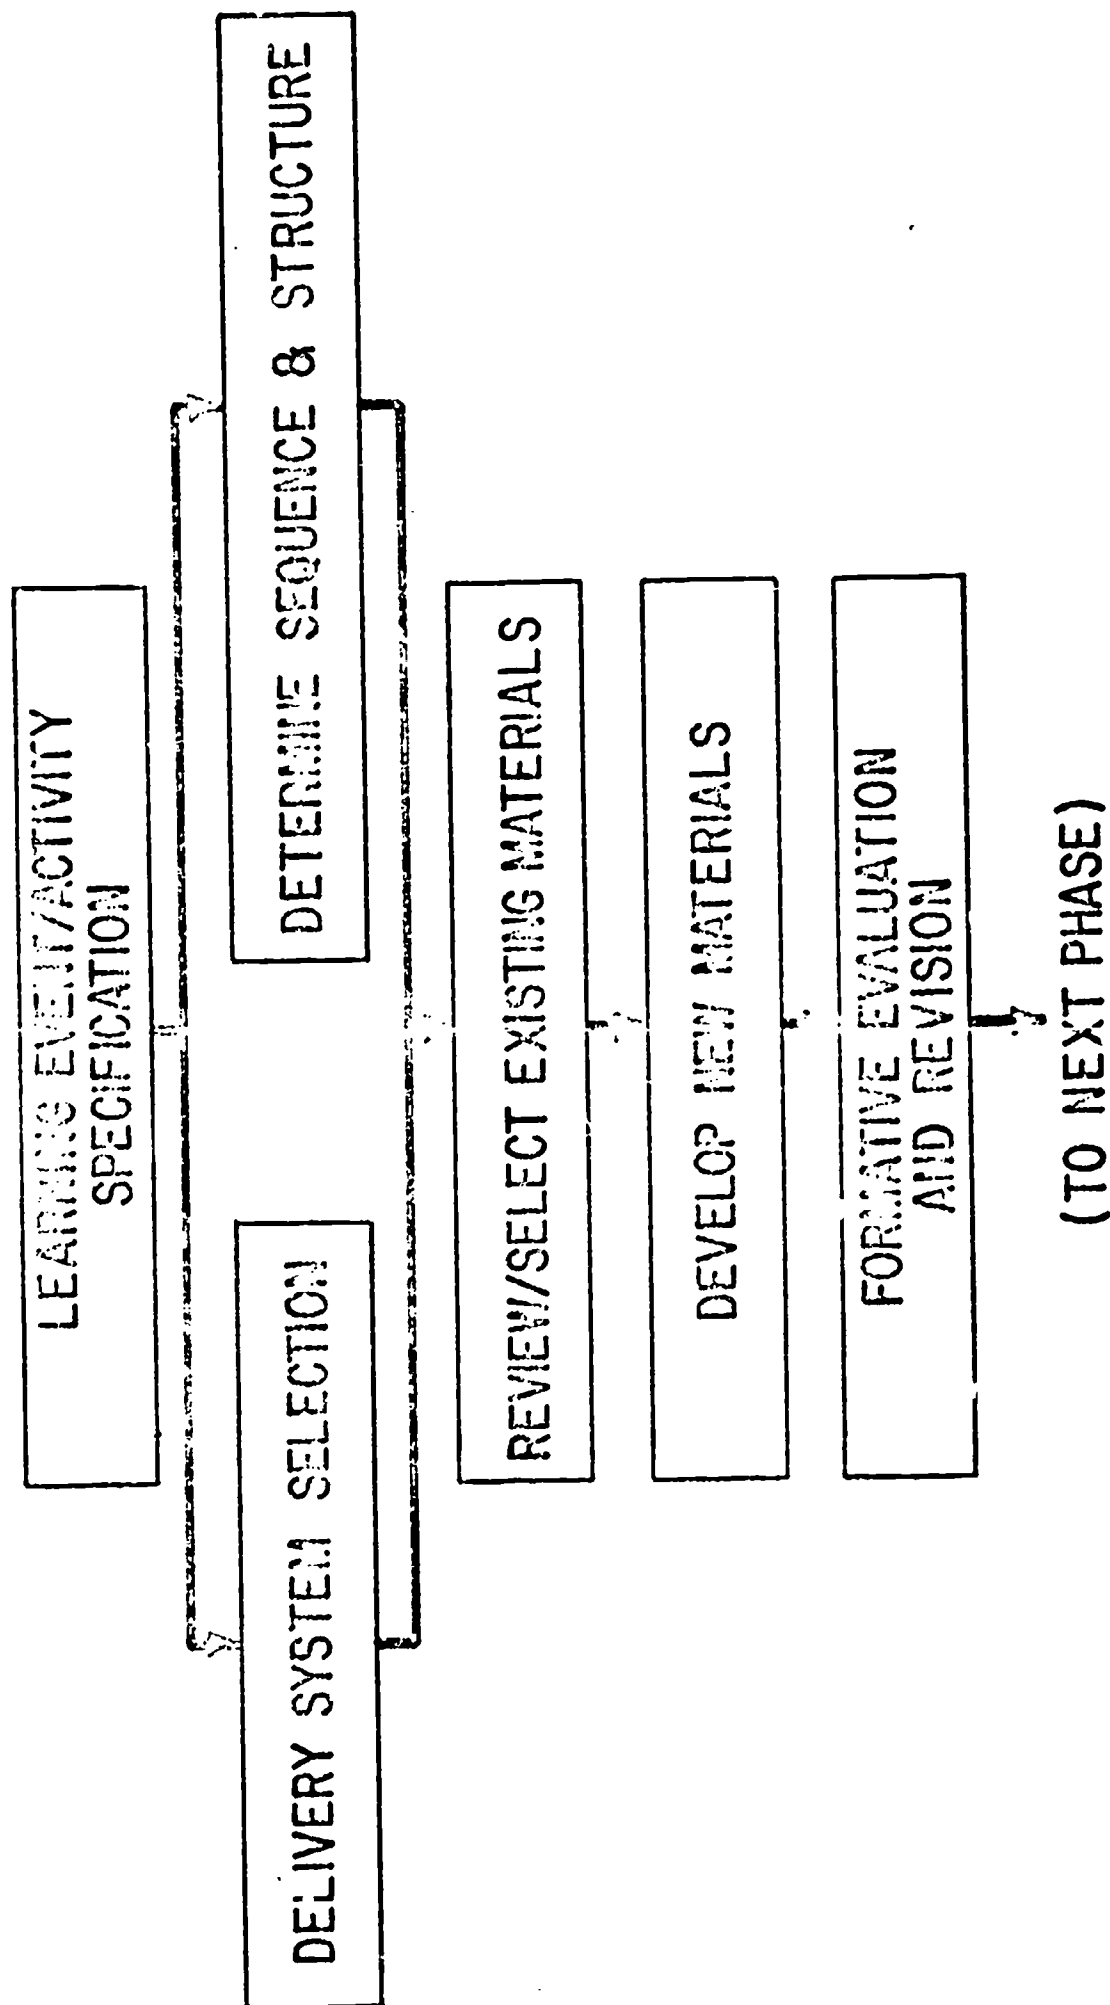 LEARNING EVENT/ACTIVITY
SPECIFICATION
DELIVERY SYSTEM SELECTION
DETERMINE SEQUENCE & STRUCTURE
REVIEW/SELECT EXISTING MATERIALS
DEVELOP NEW MATERIALS
FORMATIVE EVALUATION
AND REVISION
(TO NEXT PHASE)